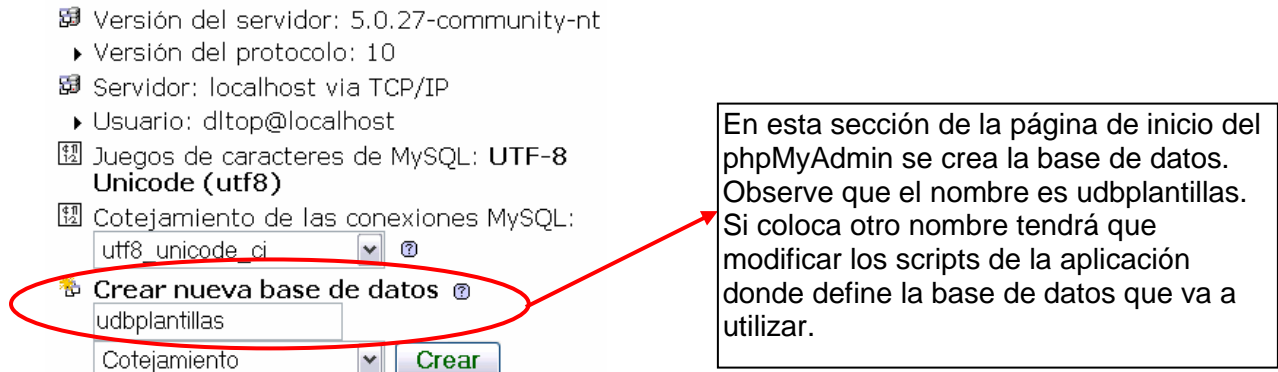 Versión del servidor: 5.0.27-community-nt
Versión del protocolo: 10
Servidor: localhost via TCP/IP
Usuario: dltop@localhost
Juegos de caracteres de MySQL: UTF-8
Unicode (utf8)
Cotejamiento de las conexiones MySQL:
utf8_unicode_ci
Crear nueva base de datos
udbplantillas
Cotejamiento Crear
En esta sección de la página de inicio del
phpMyAdmin se crea la base de datos.
Observe que el nombre es udbplantillas.
Si coloca otro nombre tendrá que
modificar los scripts de la aplicación
donde define la base de datos que va a
utilizar.